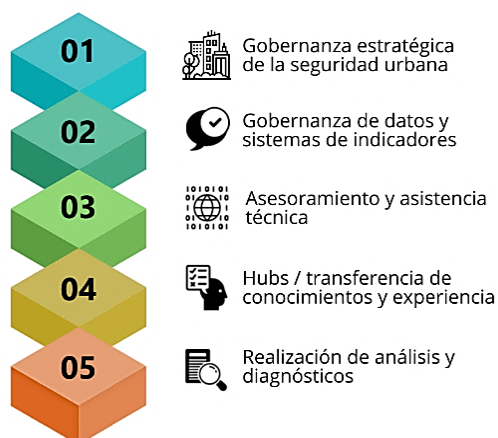 01
Gobernanza estratégica
de la seguridad urbana
02
Gobernanza de datos y
sistemas de indicadores
03
Asesoramiento y asistencia
técnica
04
Hubs / transferencia de
conocimientos y experiencia
05
Realización de análisis y
diagnósticos